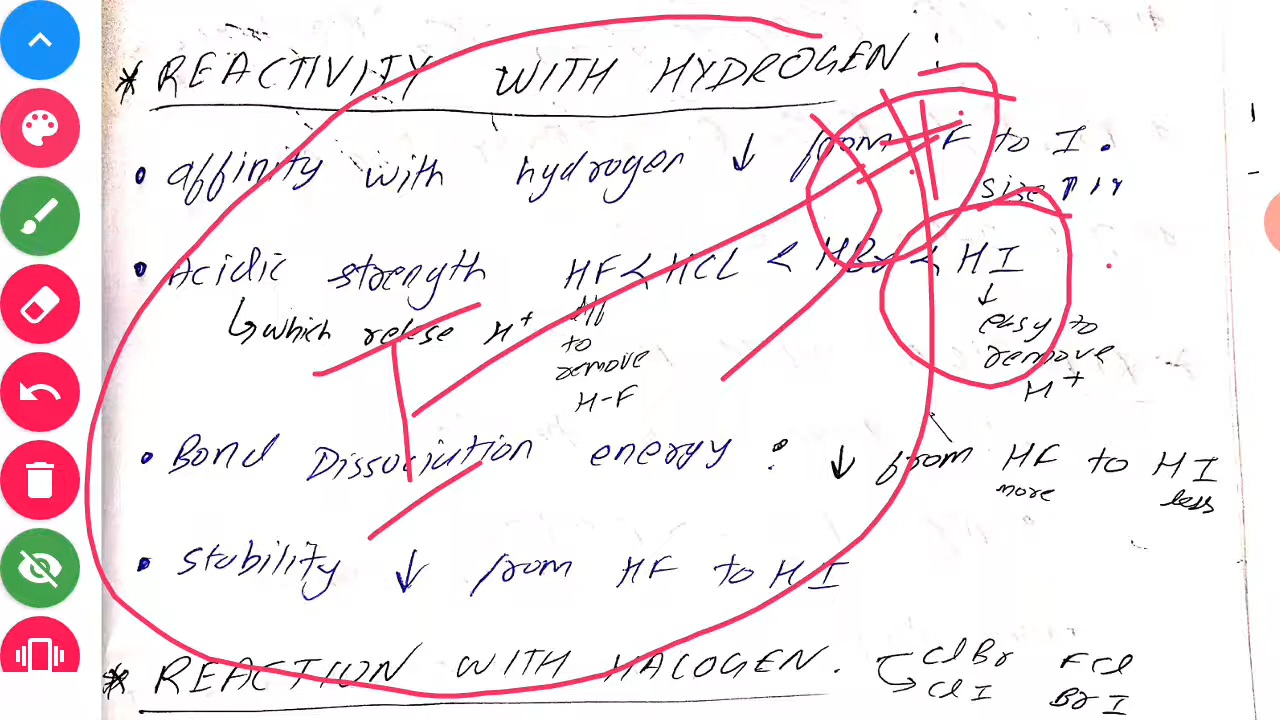 * REACTIVITY WITH HYDROGEN :
• affinity with hydrogen ↓ from F to I .
size ↑
• Acidic strength HF < HCL < HBr < HI
↳ which relese H+
to remove H-F
↓ easy to remove H+
• Bond Dissociution energy : ↓ from HF to HI
more less
• stability ↓ from HF to HI
* REACTION WITH HALOGEN . ClBr FCl
ClI BrI